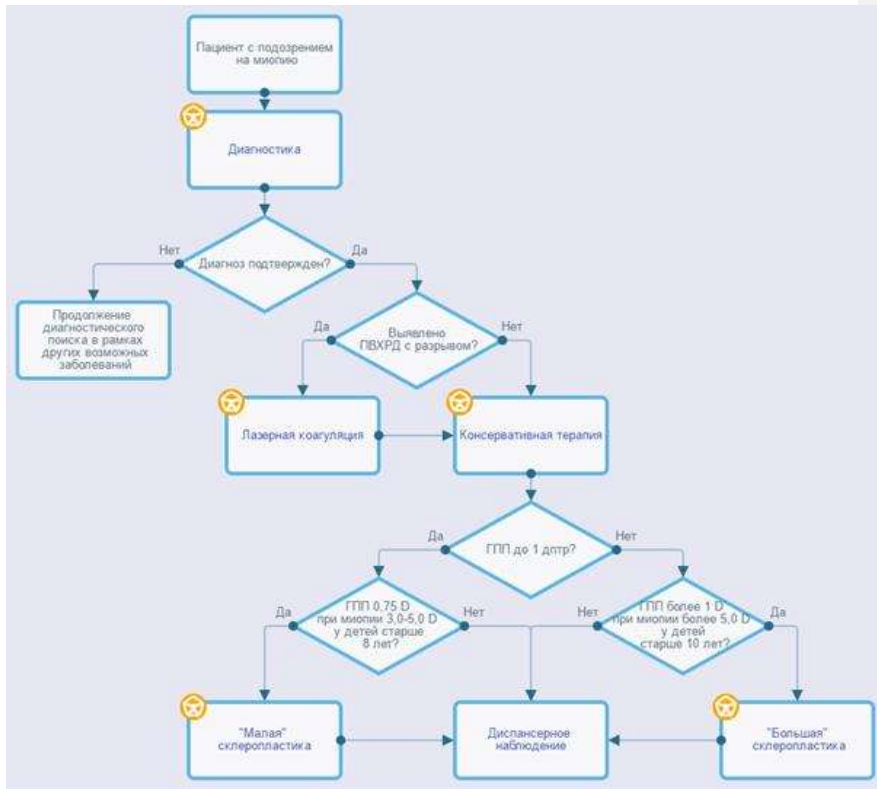 Пациент с подозрением
на миопию
Диагностика
Диагноз подтвержден?
Нет
Да
Продолжение
диагностического
поиска в рамках
других возможных
заболеваний
Выявлено
ПВХРД с разрывом?
Да
Нет
Лазерная коагуляция
Консервативная терапия
ГПП до 1 дптр?
Да
Нет
ГПП 0,75 D
при миопии 3,0-5,0 D
у детей старше
8 лет?
Да
Нет
ГПП более 1 D
при миопии более 5,0 D
у детей
старше 10 лет?
Нет
Да
"Малая"
склеропластика
Диспансерное
наблюдение
"Большая"
склеропластика